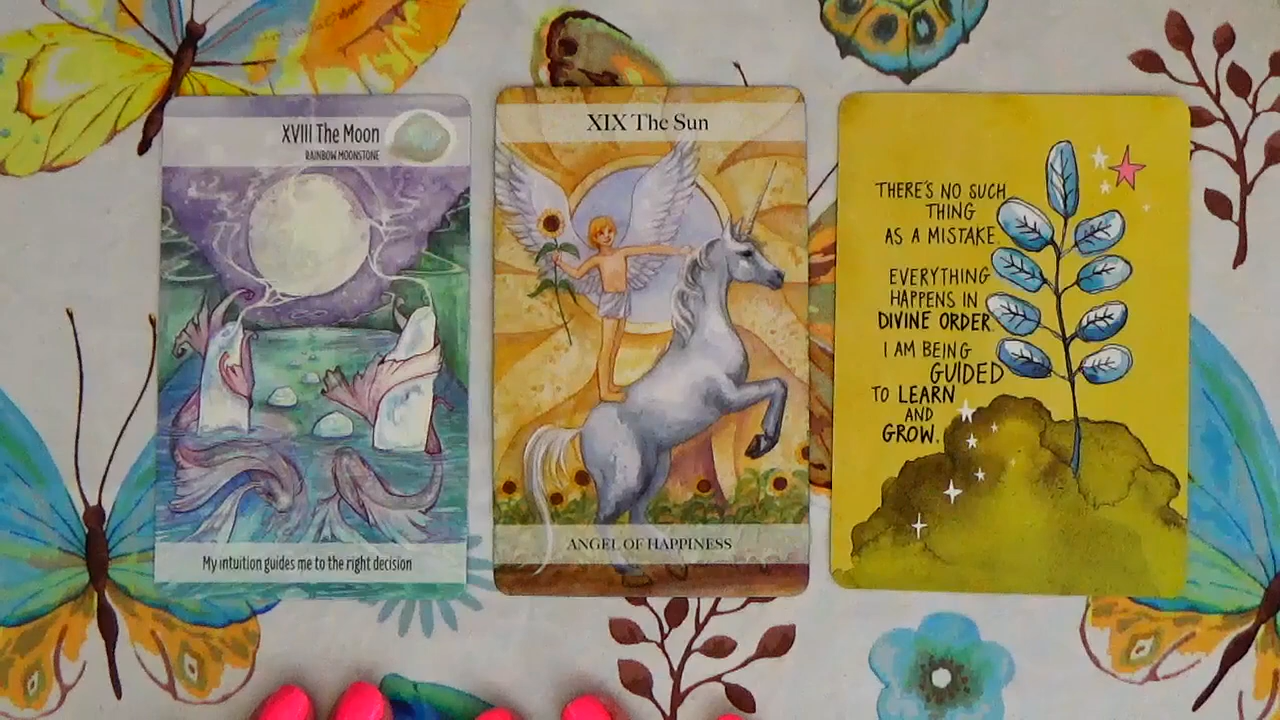 XVIII The Moon
RAINBOW MOONSTONE
My intuition guides me to the right decision
XIX The Sun
ANGEL OF HAPPINESS
THERE'S NO SUCH
THING
AS A MISTAKE.
EVERYTHING
HAPPENS IN
DIVINE ORDER.
I AM BEING
GUIDED
TO LEARN
AND
GROW.